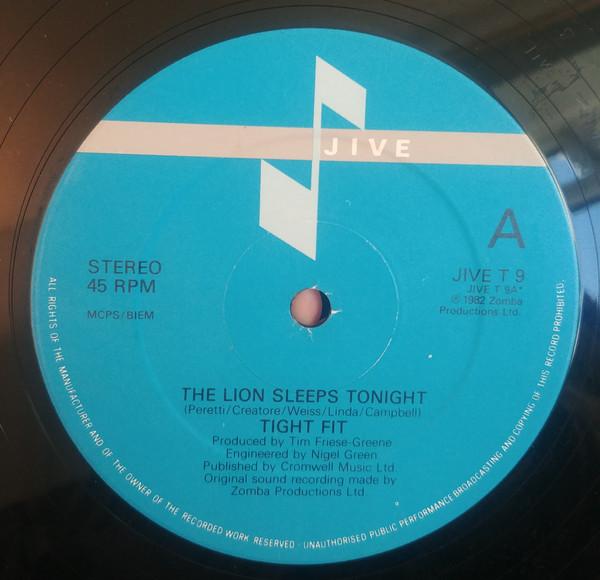 JIVE
A
STEREO
45 RPM
MCPS/BIEM
JIVE T 9
JIVE T 9A*
℗ 1982 Zomba
Productions Ltd.
THE LION SLEEPS TONIGHT
(Peretti/Creatore/Weiss/Linda/Campbell)
TIGHT FIT
Produced by Tim Friese-Greene
Engineered by Nigel Green
Published by Cromwell Music Ltd.
Original sound recording made by
Zomba Productions Ltd.
ALL RIGHTS OF THE MANUFACTURER AND OF THE OWNER OF THE RECORDED WORK RESERVED · UNAUTHORISED PUBLIC PERFORMANCE BROADCASTING AND COPYING OF THIS RECORD PROHIBITED.